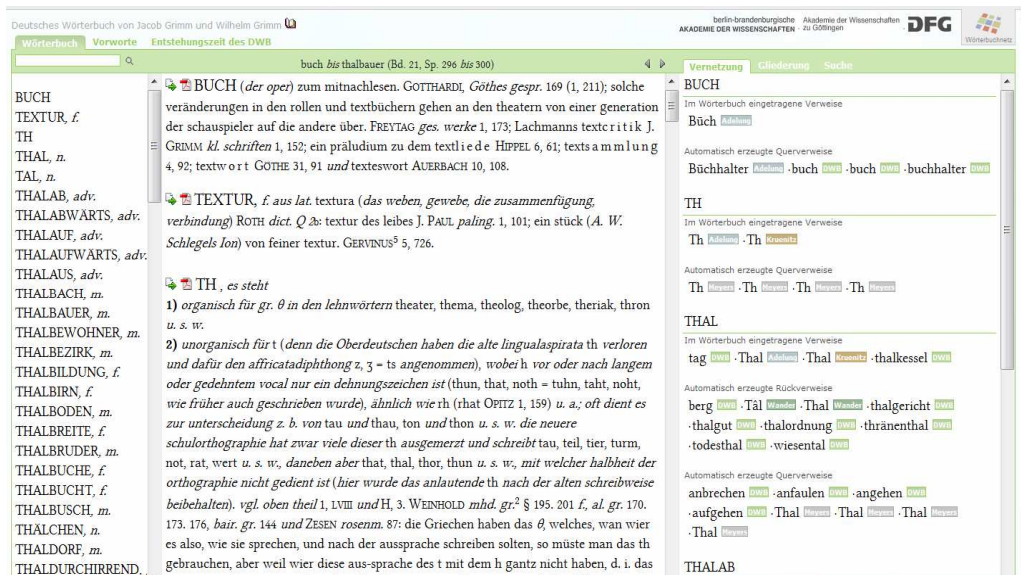 Deutsches Wörterbuch von Jacob Grimm und Wilhelm Grimm
berlin-brandenburgische AKADEMIE DER WISSENSCHAFTEN
Akademie der Wissenschaften zu Göttingen
DFG
Wörterbuchnetz
Wörterbuch Vorworte Entstehungszeit des DWB
buch bis thalbauer (Bd. 21, Sp. 296 bis 300)
Vernetzung Gliederung Suche
BUCH
TEXTUR, f.
TH
THAL, n.
TAL, n.
THALAB, adv.
THALABWÄRTS, adv.
THALAUF, adv.
THALAUFWÄRTS, adv.
THALAUS, adv.
THALBACH, m.
THALBAUER, m.
THALBEWOHNER, m.
THALBEZIRK, m.
THALBILDUNG, f.
THALBIRN, f.
THALBODEN, m.
THALBREITE, f.
THALBRUDER, m.
THALBUCHE, f.
THALBUCHT, f.
THALBUSCH, m.
THÄLCHEN, n.
THALDORF, m.
THALDURCHIRREND,
BUCH (der oper) zum mitnachlesen. GOTTHARDI, Göthes gespr. 169 (1, 211); solche
veränderungen in den rollen und textbüchern gehen an den theatern von einer generation
der schauspieler auf die andere über. FREYTAG ges. werke 1, 173; Lachmanns textcritik J.
GRIMM kl. schriften 1, 152; ein präludium zu dem textliede HIPPEL 6, 61; textsammlung
4, 92; textwort GÖTHE 31, 91 und texteswort AUERBACH 10, 108.
TEXTUR, f. aus lat. textura (das weben, gewebe, die zusammenfügung,
verbindung) ROTH dict. Q 2b: textur des leibes J. PAUL paling. 1, 101; ein stück (A. W.
Schlegels Ion) von feiner textur. GERVINUS5 5, 726.
TH , es steht
1) organisch für gr. θ in den lehnwörtern theater, thema, theolog, theorbe, theriak, thron
u. s. w.
2) unorganisch für t (denn die Oberdeutschen haben die alte lingualaspirata th verloren
und dafür den affricatadiphthong z, ʒ = ts angenommen), wobei h vor oder nach langem
oder gedehntem vocal nur ein dehnungszeichen ist (thun, that, noth = tuhn, taht, noht,
wie früher auch geschrieben wurde), ähnlich wie rh (rhat OPITZ 1, 159) u. a.; oft dient es
zur unterscheidung z. b. von tau und thau, ton und thon u. s. w. die neuere
schulorthographie hat zwar viele dieser th ausgemerzt und schreibt tau, teil, tier, turm,
not, rat, wert u. s. w., daneben aber that, thal, thor, thun u. s. w., mit welcher halbheit der
orthographie nicht gedient ist (hier wurde das anlautende th nach der alten schreibweise
beibehalten). vgl. oben theil 1, LVIII und H, 3. WEINHOLD mhd. gr.2 § 195. 201 f., al. gr. 170.
173. 176, bair. gr. 144 und ZESEN rosenm. 87: die Griechen haben das θ, welches, wan wier
es also, wie sie sprechen, und nach der aussprache schreiben solten, so müste man das th
gebrauchen, aber weil wier diese aus-sprache des t mit dem h gantz nicht haben, d. i. das
BUCH
Im Wörterbuch eingetragene Verweise
Būch Adelung
Automatisch erzeugte Querverweise
Būchhalter Adelung ·buch DWB ·buch DWB ·buchhalter DWB
TH
Im Wörterbuch eingetragene Verweise
Th Adelung ·Th Kruenitz
Automatisch erzeugte Querverweise
Th Meyers ·Th Meyers ·Th Meyers ·Th Meyers
THAL
Im Wörterbuch eingetragene Verweise
tag DWB ·Thal Adelung ·Thal Kruenitz ·thalkessel DWB
Automatisch erzeugte Rückverweise
berg DWB ·Tâl Wander ·Thal Wander ·thalgericht DWB
·thalgut DWB ·thalordnung DWB ·thränenthal DWB
·todesthal DWB ·wiesental DWB
Automatisch erzeugte Querverweise
anbrechen DWB ·anfaulen DWB ·angehen DWB
·aufgehen DWB ·Thal Meyers ·Thal Meyers ·Thal Meyers
·Thal Meyers
THALAB